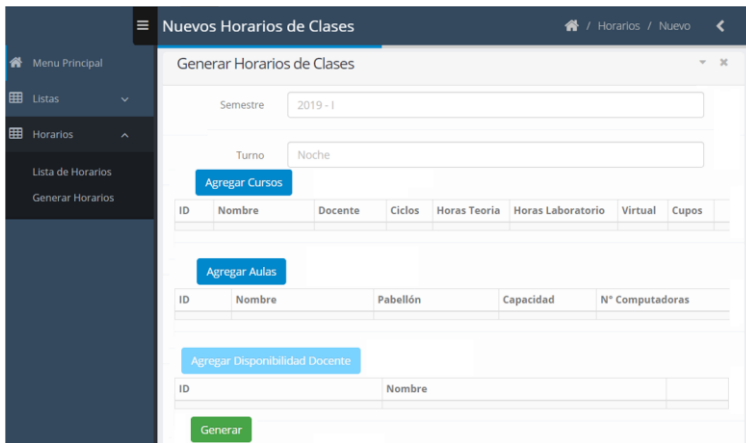 Nuevos Horarios de Clases
/ Horarios / Nuevo
Menu Principal
Listas
Horarios
Lista de Horarios
Generar Horarios
Generar Horarios de Clases
Semestre 2019 - I
Turno Noche
Agregar Cursos
ID Nombre Docente Ciclos Horas Teoria Horas Laboratorio Virtual Cupos
Agregar Aulas
ID Nombre Pabellón Capacidad N° Computadoras
Agregar Disponibilidad Docente
ID Nombre
Generar